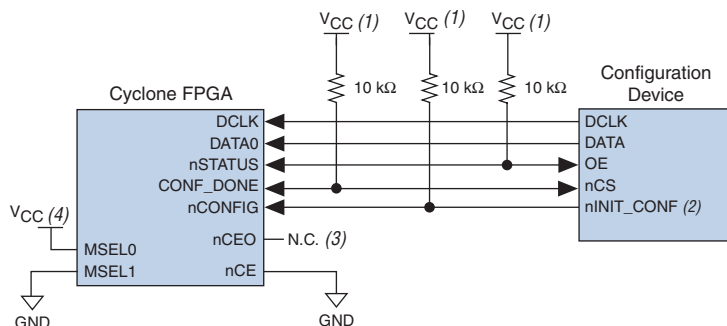 VCC (1)
VCC (1)
VCC (1)
10 kΩ
10 kΩ
10 kΩ
Cyclone FPGA
DCLK
DATA0
nSTATUS
CONF_DONE
nCONFIG
nCEO
nCE
MSEL0
MSEL1
VCC (4)
N.C. (3)
GND
GND
Configuration
Device
DCLK
DATA
OE
nCS
nINIT_CONF (2)